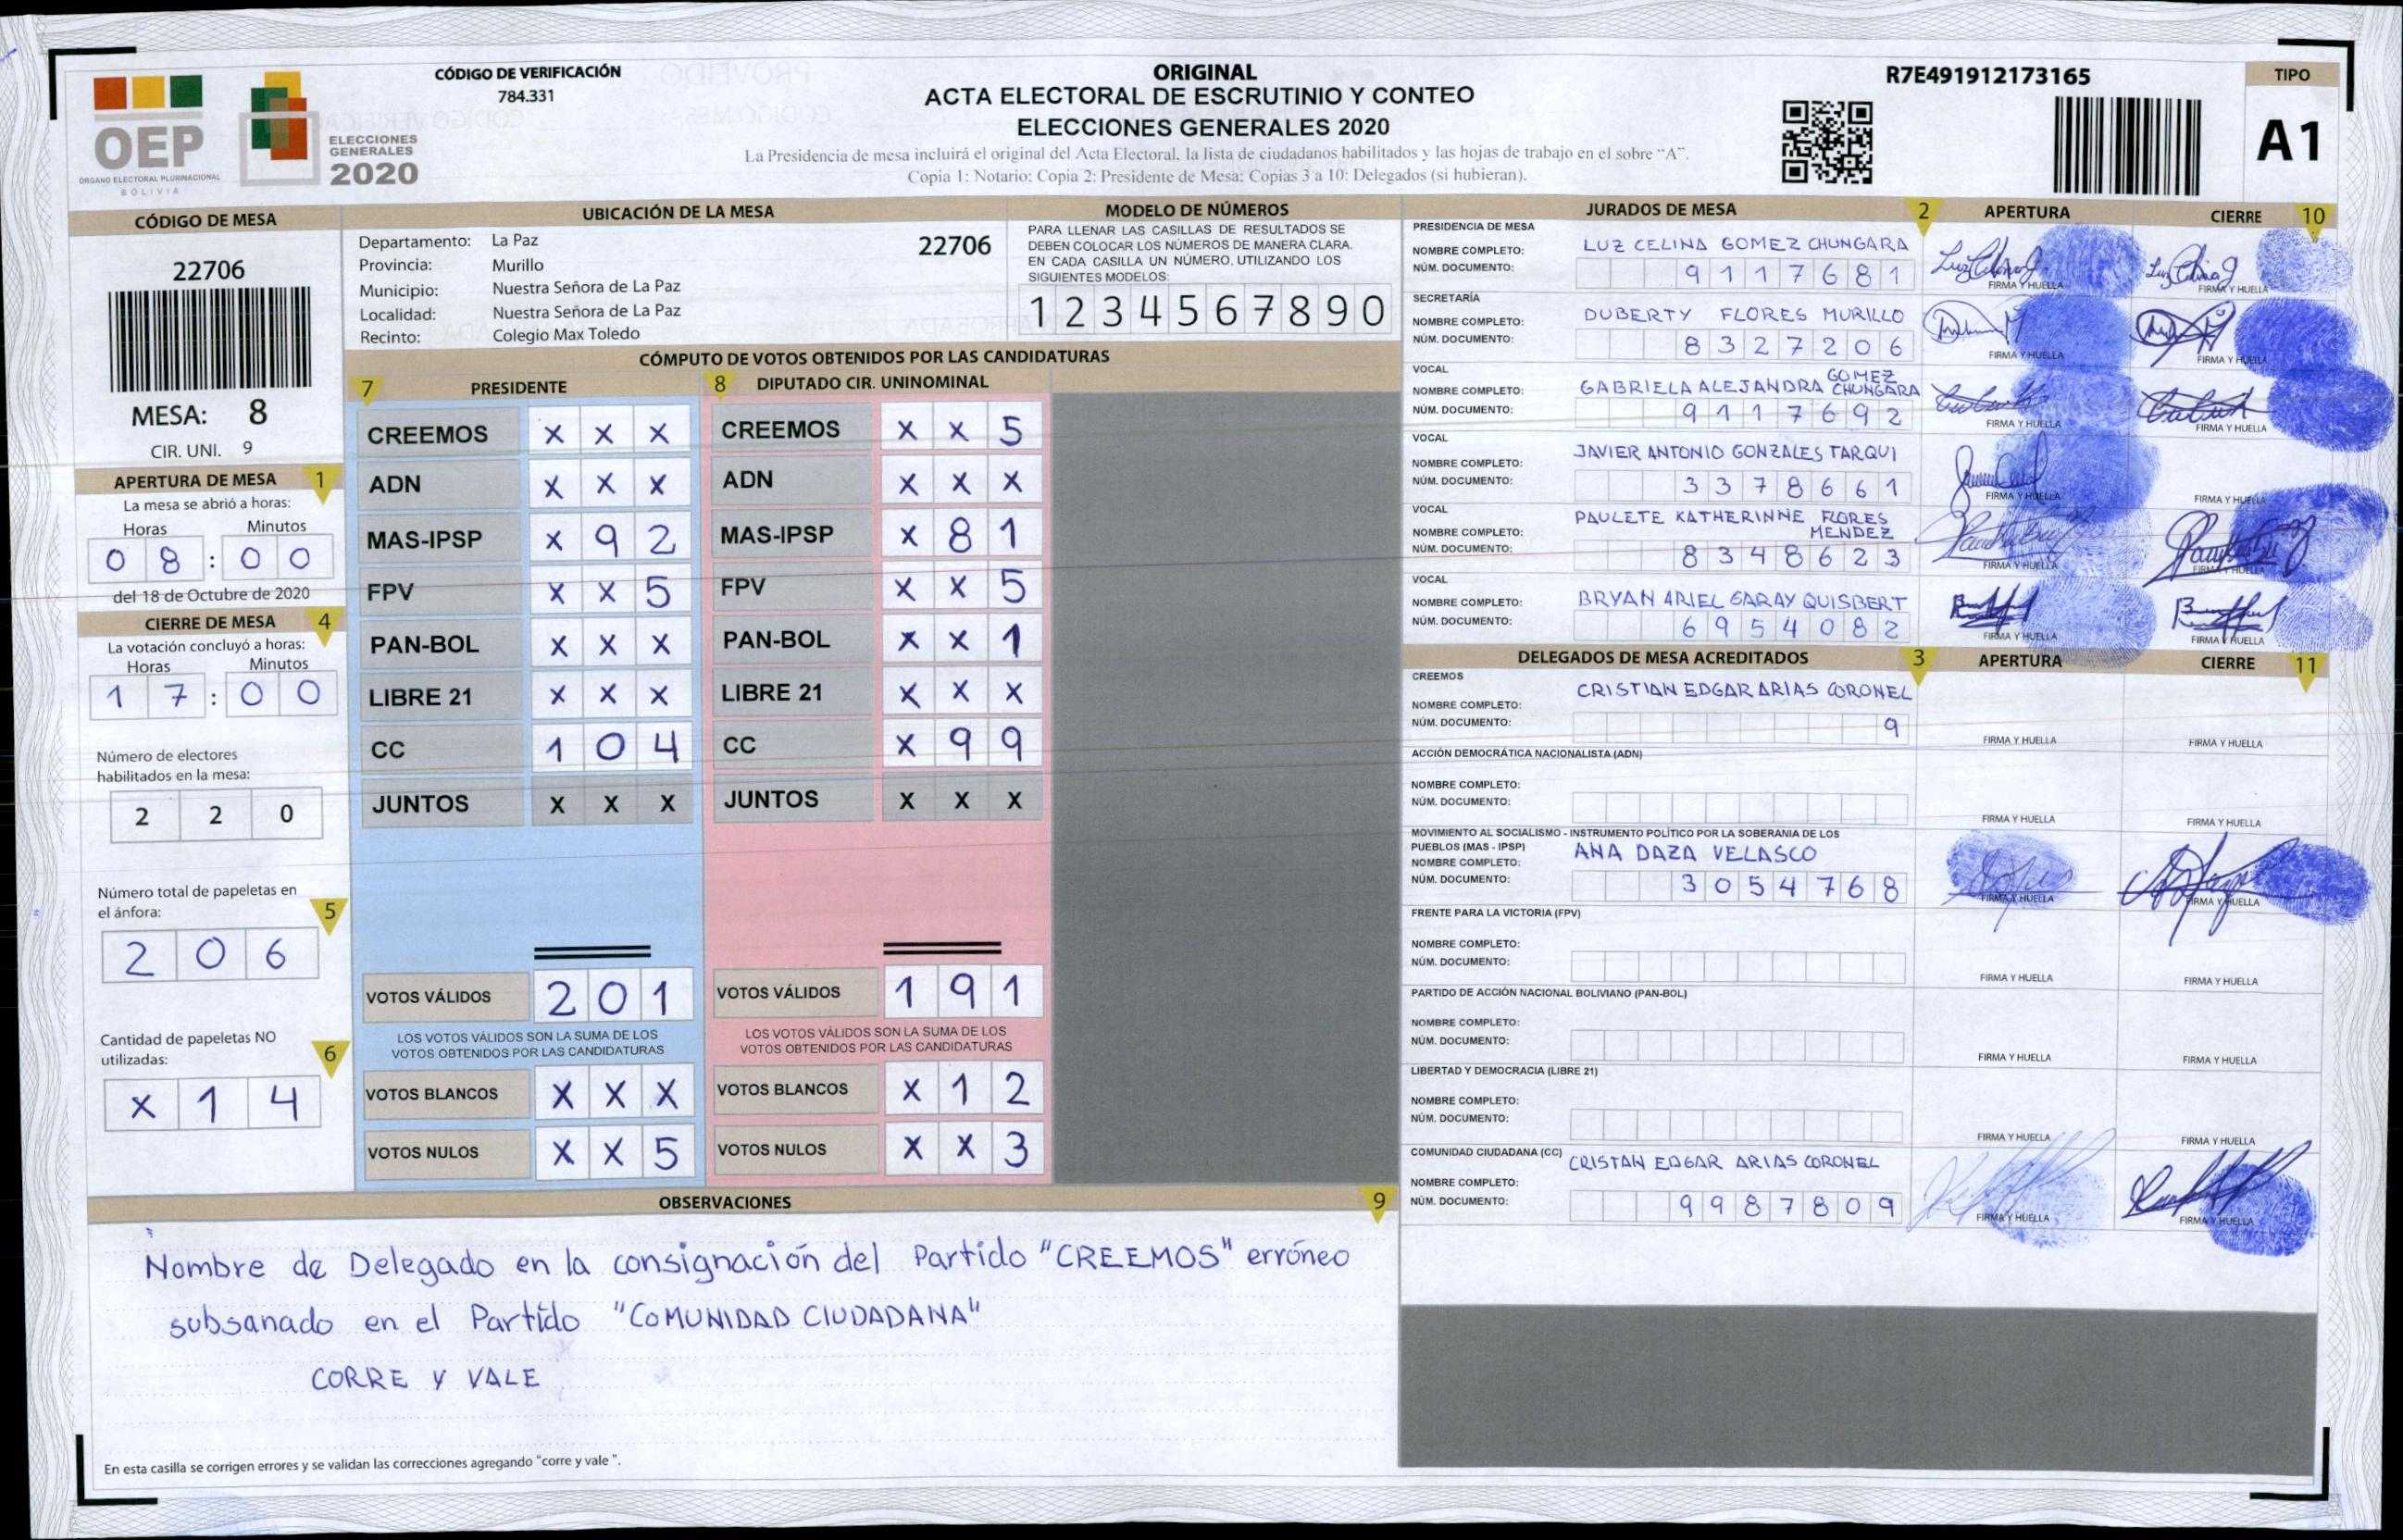 CÓDIGO DE VERIFICACIÓN
784.331
OEP
ÓRGANO ELECTORAL PLURINACIONAL
BOLIVIA
ELECCIONES
GENERALES
2020
ORIGINAL
ACTA ELECTORAL DE ESCRUTINIO Y CONTEO
ELECCIONES GENERALES 2020
La Presidencia de mesa incluirá el original del Acta Electoral, la lista de ciudadanos habilitados y las hojas de trabajo en el sobre "A".
Copia 1: Notario: Copia 2: Presidente de Mesa: Copias 3 a 10: Delegados (si hubieran).
R7E491912173165
TIPO
A1
CÓDIGO DE MESA
22706
MESA: 8
CIR. UNI. 9
APERTURA DE MESA 1
La mesa se abrió a horas:
Horas Minutos
0 8 : 0 0
del 18 de Octubre de 2020
CIERRE DE MESA 4
La votación concluyó a horas:
Horas Minutos
1 7 : 0 0
Número de electores
habilitados en la mesa:
2 2 0
Número total de papeletas en
el ánfora: 5
2 0 6
Cantidad de papeletas NO
utilizadas: 6
X 1 4
UBICACIÓN DE LA MESA
Departamento: La Paz 22706
Provincia: Murillo
Municipio: Nuestra Señora de La Paz
Localidad: Nuestra Señora de La Paz
Recinto: Colegio Max Toledo
MODELO DE NÚMEROS
PARA LLENAR LAS CASILLAS DE RESULTADOS SE
DEBEN COLOCAR LOS NÚMEROS DE MANERA CLARA.
EN CADA CASILLA UN NÚMERO, UTILIZANDO LOS
SIGUIENTES MODELOS:
1 2 3 4 5 6 7 8 9 0
CÓMPUTO DE VOTOS OBTENIDOS POR LAS CANDIDATURAS
7 PRESIDENTE 8 DIPUTADO CIR. UNINOMINAL
CREEMOS X X X CREEMOS X X 5
ADN X X X ADN X X X
MAS-IPSP X 9 2 MAS-IPSP X 8 1
FPV X X 5 FPV X X 5
PAN-BOL X X X PAN-BOL X X 1
LIBRE 21 X X X LIBRE 21 X X X
CC 1 0 4 CC X 9 9
JUNTOS X X X JUNTOS X X X
VOTOS VÁLIDOS 2 0 1 VOTOS VÁLIDOS 1 9 1
LOS VOTOS VÁLIDOS SON LA SUMA DE LOS LOS VOTOS VÁLIDOS SON LA SUMA DE LOS
VOTOS OBTENIDOS POR LAS CANDIDATURAS VOTOS OBTENIDOS POR LAS CANDIDATURAS
VOTOS BLANCOS X X X VOTOS BLANCOS X 1 2
VOTOS NULOS X X 5 VOTOS NULOS X X 3
OBSERVACIONES 9
Nombre de Delegado en la consignación del Partido "CREEMOS" erróneo
subsanado en el Partido "COMUNIDAD CIUDADANA"
CORRE Y VALE
En esta casilla se corrigen errores y se validan las correcciones agregando "corre y vale ".
JURADOS DE MESA 2 APERTURA CIERRE 10
PRESIDENCIA DE MESA
NOMBRE COMPLETO: LUZ CELINA GOMEZ CHUNGARA
NÚM. DOCUMENTO: 9 1 1 7 6 8 1
FIRMA Y HUELLA FIRMA Y HUELLA
SECRETARÍA
NOMBRE COMPLETO: DUBERTY FLORES MURILLO
NÚM. DOCUMENTO: 8 3 2 7 2 0 6
FIRMA Y HUELLA FIRMA Y HUELLA
VOCAL
NOMBRE COMPLETO: GABRIELA ALEJANDRA GOMEZ CHUNGARA
NÚM. DOCUMENTO: 9 1 1 7 6 9 2
FIRMA Y HUELLA FIRMA Y HUELLA
VOCAL
NOMBRE COMPLETO: JAVIER ANTONIO GONZALES TARQUI
NÚM. DOCUMENTO: 3 3 7 8 6 6 1
FIRMA Y HUELLA FIRMA Y HUELLA
VOCAL
NOMBRE COMPLETO: PAULETE KATHERINNE FLORES MENDEZ
NÚM. DOCUMENTO: 8 3 4 8 6 2 3
FIRMA Y HUELLA FIRMA Y HUELLA
VOCAL
NOMBRE COMPLETO: BRYAN ARIEL GARAY QUISBERT
NÚM. DOCUMENTO: 6 9 5 4 0 8 2
FIRMA Y HUELLA FIRMA Y HUELLA
DELEGADOS DE MESA ACREDITADOS 3 APERTURA CIERRE 11
CREEMOS
NOMBRE COMPLETO: CRISTIAN EDGAR ARIAS CORONEL
NÚM. DOCUMENTO: 9
FIRMA Y HUELLA FIRMA Y HUELLA
ACCIÓN DEMOCRÁTICA NACIONALISTA (ADN)
NOMBRE COMPLETO:
NÚM. DOCUMENTO:
FIRMA Y HUELLA FIRMA Y HUELLA
MOVIMIENTO AL SOCIALISMO - INSTRUMENTO POLÍTICO POR LA SOBERANIA DE LOS
PUEBLOS (MAS - IPSP)
NOMBRE COMPLETO: ANA DAZA VELASCO
NÚM. DOCUMENTO: 3 0 5 4 7 6 8
FIRMA Y HUELLA FIRMA Y HUELLA
FRENTE PARA LA VICTORIA (FPV)
NOMBRE COMPLETO:
NÚM. DOCUMENTO:
FIRMA Y HUELLA FIRMA Y HUELLA
PARTIDO DE ACCIÓN NACIONAL BOLIVIANO (PAN-BOL)
NOMBRE COMPLETO:
NÚM. DOCUMENTO:
FIRMA Y HUELLA FIRMA Y HUELLA
LIBERTAD Y DEMOCRACIA (LIBRE 21)
NOMBRE COMPLETO:
NÚM. DOCUMENTO:
FIRMA Y HUELLA FIRMA Y HUELLA
COMUNIDAD CIUDADANA (CC)
NOMBRE COMPLETO: CRISTAN EDGAR ARIAS CORONEL
NÚM. DOCUMENTO: 9 9 8 7 8 0 9
FIRMA Y HUELLA FIRMA Y HUELLA